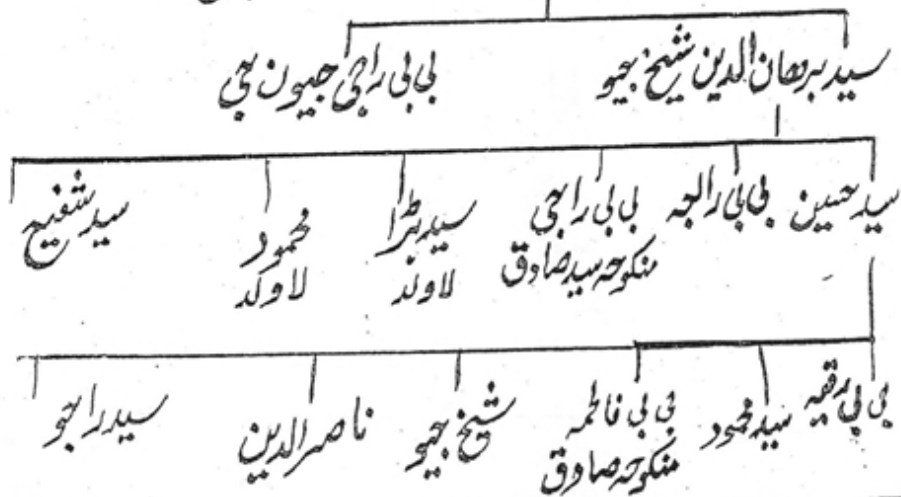 سید برھان الدین شیخ جیو
بی بی راجی جیون جی
سید حسین
بی بی رالجہ
بی بی راجی
منکوحہ سید صادق
سید بڑا
لاولد
محمود
لاولد
سید شفیع
بی بی رقیہ
سید محمود
بی بی فاطمہ
منکوحہ صادق
شیخ جیو
ناصر الدین
سید راجو